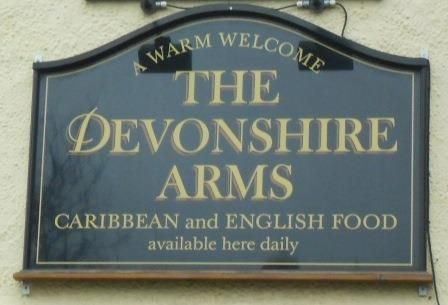 A WARM WELCOME
THE
DEVONSHIRE
ARMS
CARIBBEAN and ENGLISH FOOD
available here daily